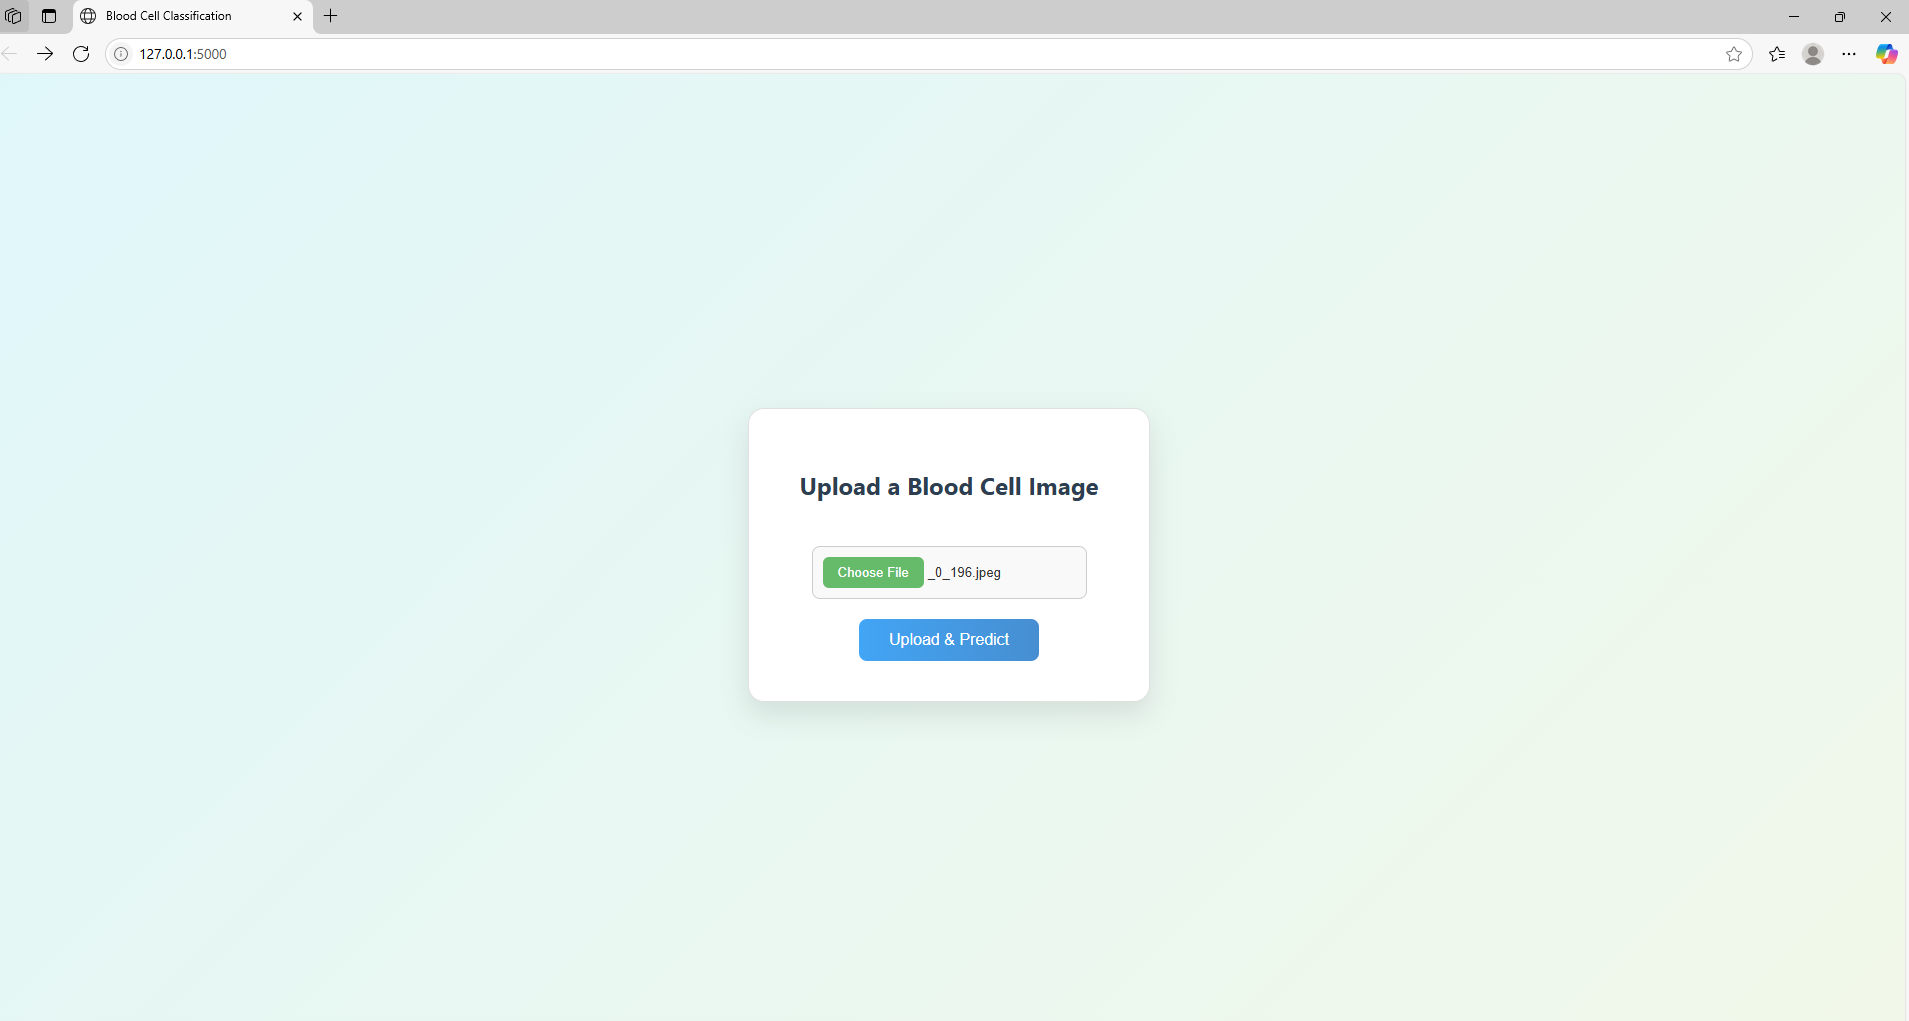 Blood Cell Classification
127.0.0.1:5000
Upload a Blood Cell Image
Choose File _0_196.jpeg
Upload & Predict